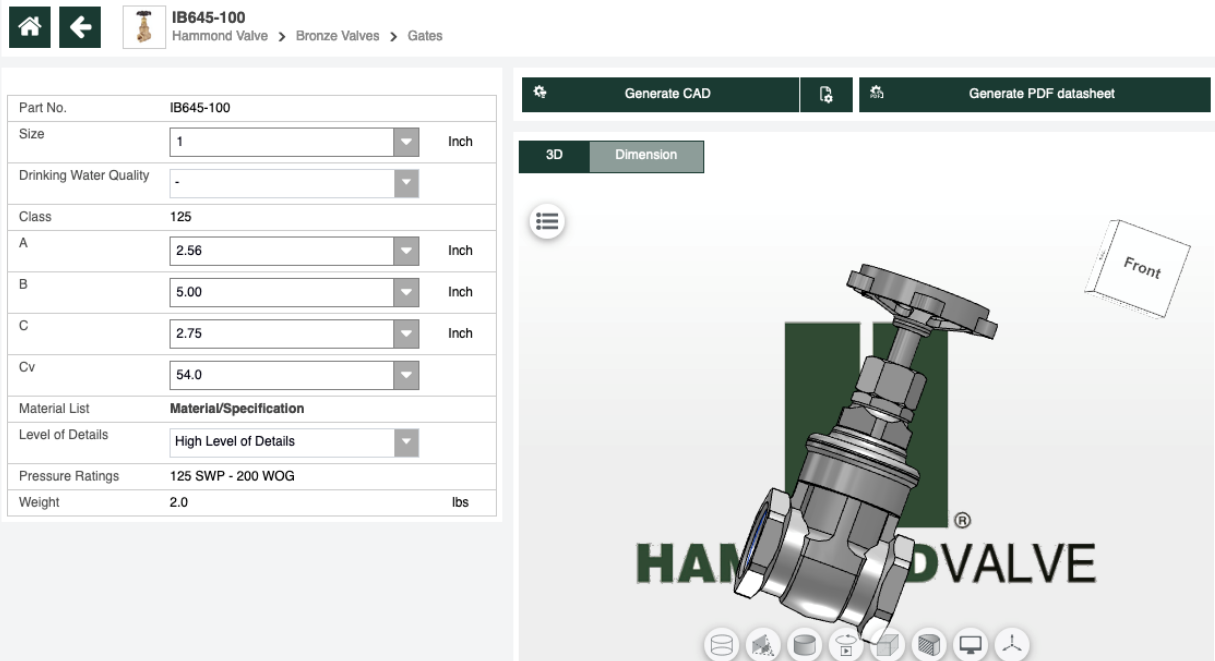 IB645-100
Hammond Valve > Bronze Valves > Gates
Generate CAD
Generate PDF datasheet
Part No. IB645-100
Size 1 Inch
Drinking Water Quality -
Class 125
A 2.56 Inch
B 5.00 Inch
C 2.75 Inch
Cv 54.0
Material List Material/Specification
Level of Details High Level of Details
Pressure Ratings 125 SWP - 200 WOG
Weight 2.0 lbs
3D Dimension
Front
®
HAM DVALVE